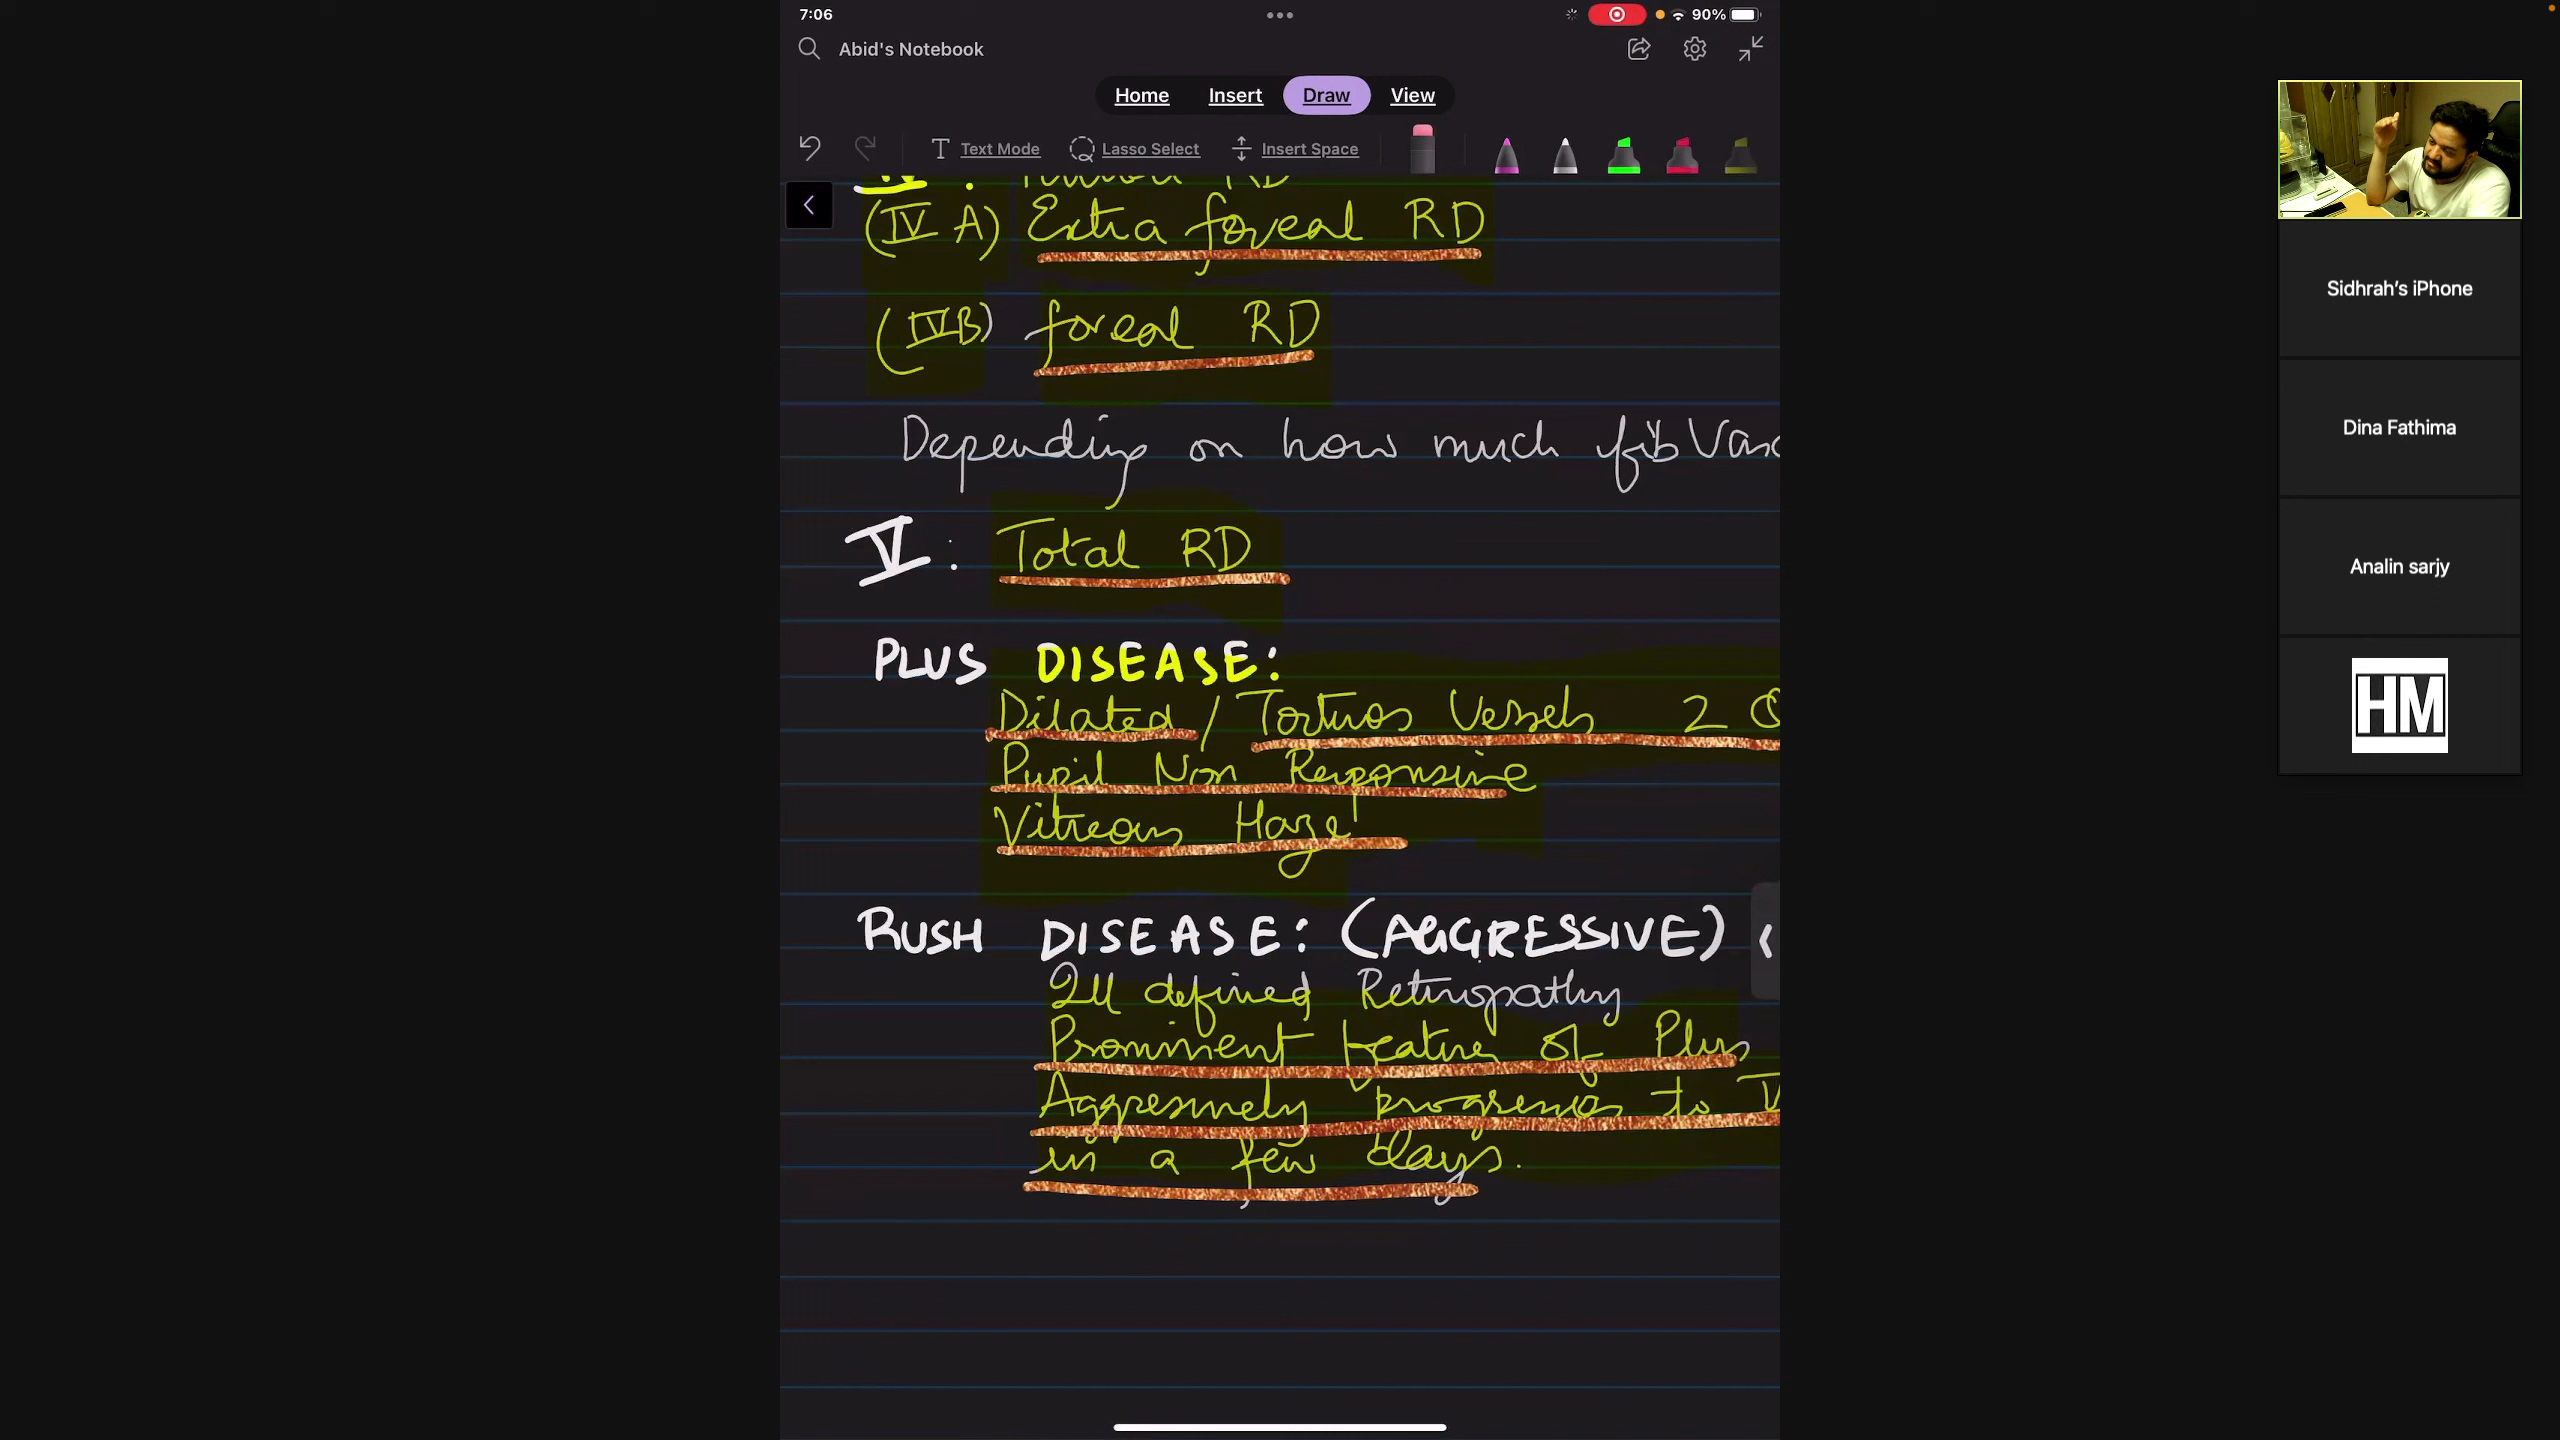 7:06
90%
Abid's Notebook
Home Insert Draw View
Text Mode Lasso Select Insert Space
(IV A) Extra foveal RD
(IVB) foveal RD
Depending on how much fib Vasc
V: Total RD
PLUS DISEASE:
Dilated / Tortuos Vessels 2 Q
Pupil Non Responsive
Vitreous Haze
RUSH DISEASE: (AGGRESSIVE)
Ill defined Retinopathy
Prominent feature of Plus
Aggresively progresses to V
in a few days.
Sidhrah’s iPhone
Dina Fathima
Analin sarjy
HM